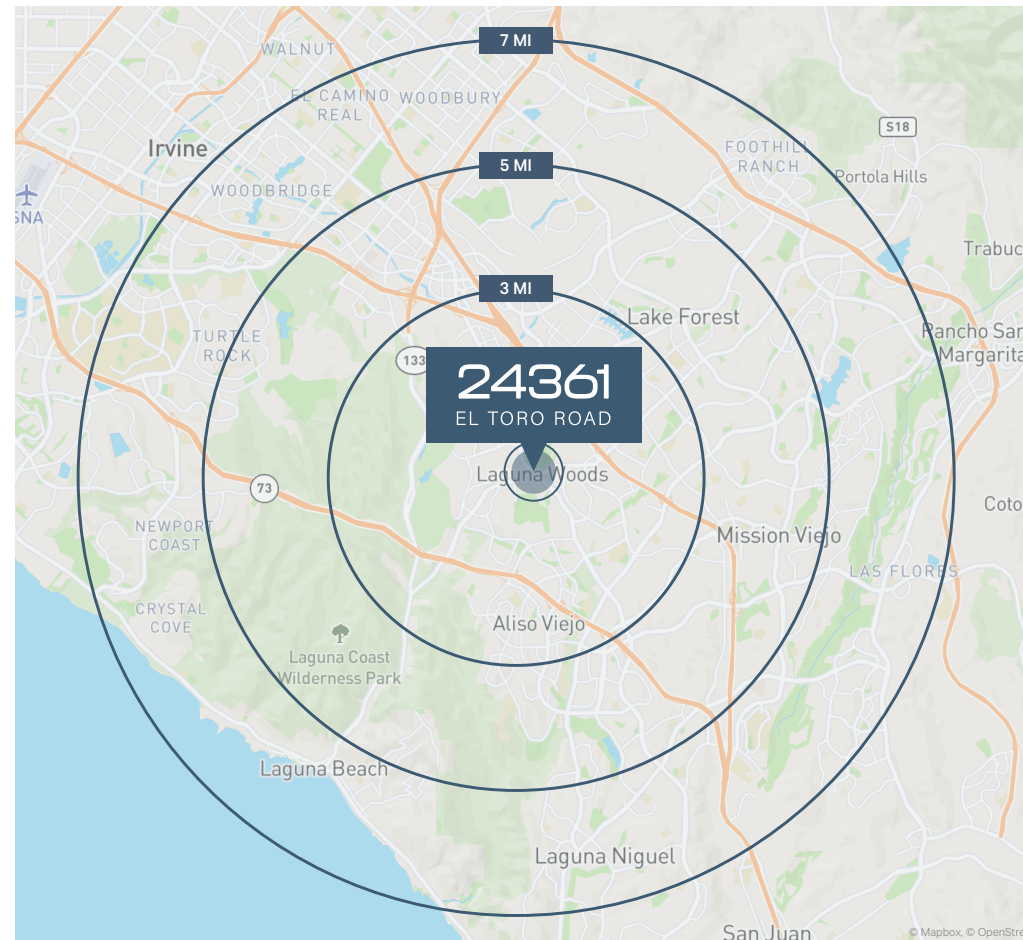 7 MI
WALNUT
EL CAMINO
REAL
WOODBURY
S18
Irvine
FOOTHILL
RANCH
5 MI
Portola Hills
WOODBRIDGE
SNA
Trabuc
3 MI
Lake Forest
TURTLE
ROCK
Rancho San
Margarita
133
24361
EL TORO ROAD
Laguna Woods
73
Coto
NEWPORT
COAST
Mission Viejo
LAS FLORES
CRYSTAL
COVE
Aliso Viejo
Laguna Coast
Wilderness Park
Laguna Beach
Laguna Niguel
San Juan
© Mapbox, © OpenStre